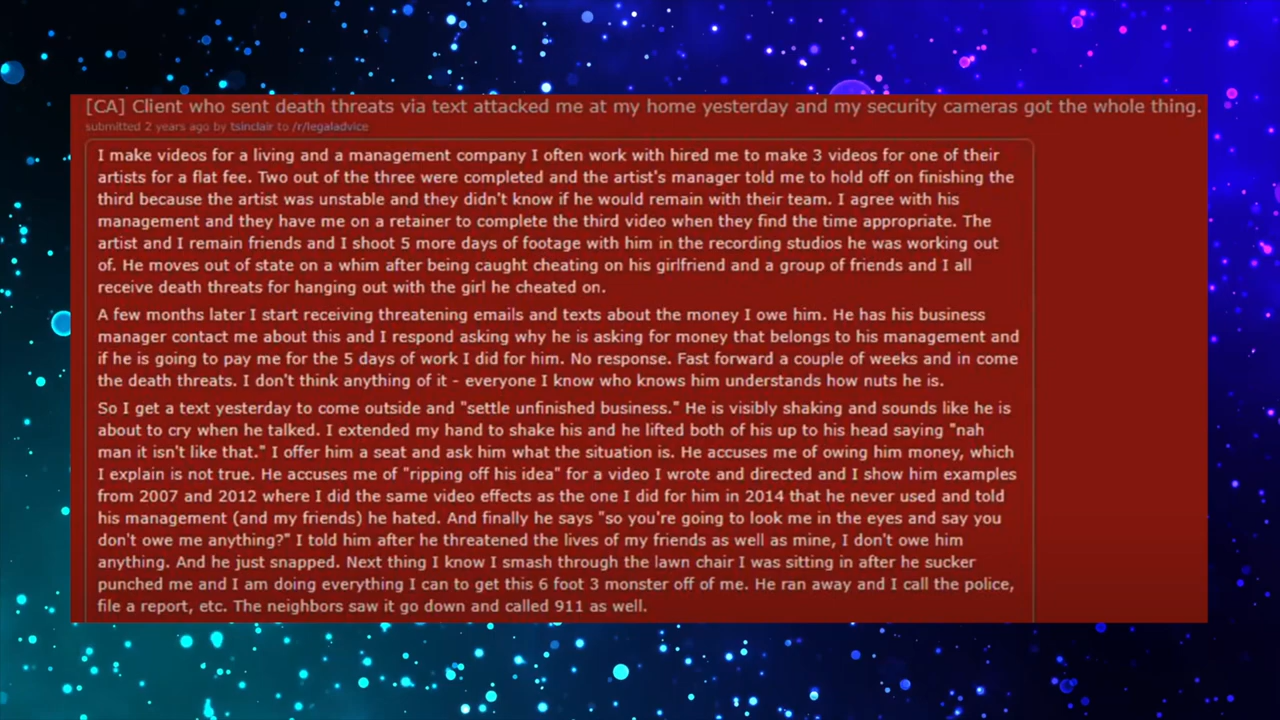 [CA] Client who sent death threats via text attacked me at my home yesterday and my security cameras got the whole thing.
submitted 2 years ago by tsinclair to /r/legaladvice
I make videos for a living and a management company I often work with hired me to make 3 videos for one of their
artists for a flat fee. Two out of the three were completed and the artist's manager told me to hold off on finishing the
third because the artist was unstable and they didn't know if he would remain with their team. I agree with his
management and they have me on a retainer to complete the third video when they find the time appropriate. The
artist and I remain friends and I shoot 5 more days of footage with him in the recording studios he was working out
of. He moves out of state on a whim after being caught cheating on his girlfriend and a group of friends and I all
receive death threats for hanging out with the girl he cheated on.
A few months later I start receiving threatening emails and texts about the money I owe him. He has his business
manager contact me about this and I respond asking why he is asking for money that belongs to his management and
if he is going to pay me for the 5 days of work I did for him. No response. Fast forward a couple of weeks and in come
the death threats. I don't think anything of it - everyone I know who knows him understands how nuts he is.
So I get a text yesterday to come outside and "settle unfinished business." He is visibly shaking and sounds like he is
about to cry when he talked. I extended my hand to shake his and he lifted both of his up to his head saying "nah
man it isn't like that." I offer him a seat and ask him what the situation is. He accuses me of owing him money, which
I explain is not true. He accuses me of "ripping off his idea" for a video I wrote and directed and I show him examples
from 2007 and 2012 where I did the same video effects as the one I did for him in 2014 that he never used and told
his management (and my friends) he hated. And finally he says "so you're going to look me in the eyes and say you
don't owe me anything?" I told him after he threatened the lives of my friends as well as mine, I don't owe him
anything. And he just snapped. Next thing I know I smash through the lawn chair I was sitting in after he sucker
punched me and I am doing everything I can to get this 6 foot 3 monster off of me. He ran away and I call the police,
file a report, etc. The neighbors saw it go down and called 911 as well.